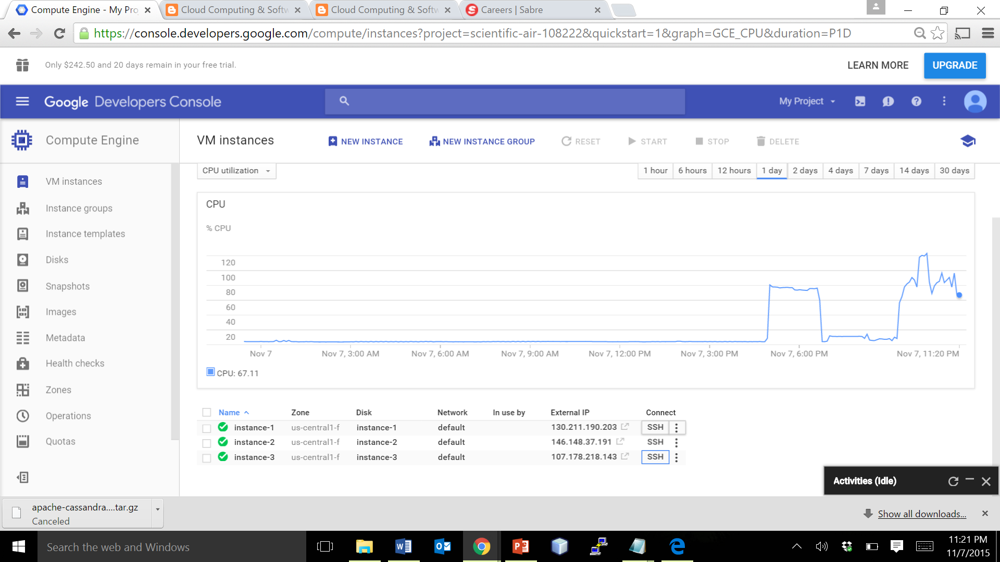 Compute Engine - My Pro
Cloud Computing & Softw
Cloud Computing & Softw
Careers | Sabre
https://console.developers.google.com/compute/instances?project=scientific-air-108222&quickstart=1&graph=GCE_CPU&duration=P1D
Only $242.50 and 20 days remain in your free trial.
LEARN MORE
UPGRADE
Google Developers Console
My Project
Compute Engine
VM instances
NEW INSTANCE
NEW INSTANCE GROUP
RESET
START
STOP
DELETE
VM instances
Instance groups
Instance templates
Disks
Snapshots
Images
Metadata
Health checks
Zones
Operations
Quotas
CPU utilization
1 hour 6 hours 12 hours 1 day 2 days 4 days 7 days 14 days 30 days
CPU
% CPU
120
100
80
60
40
20
Nov 7 Nov 7, 3:00 AM Nov 7, 6:00 AM Nov 7, 9:00 AM Nov 7, 12:00 PM Nov 7, 3:00 PM Nov 7, 6:00 PM Nov 7, 11:20 PM
CPU: 67.11
Name Zone Disk Network In use by External IP Connect
instance-1 us-central1-f instance-1 default 130.211.190.203 SSH
instance-2 us-central1-f instance-2 default 146.148.37.191 SSH
instance-3 us-central1-f instance-3 default 107.178.218.143 SSH
Activities (Idle)
apache-cassandra....tar.gz
Canceled
Show all downloads...
Search the web and Windows
11:21 PM
11/7/2015